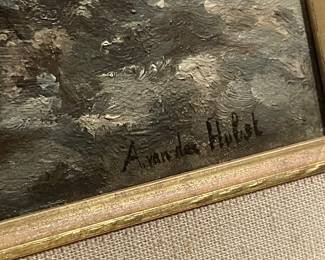 A. van der Hulst